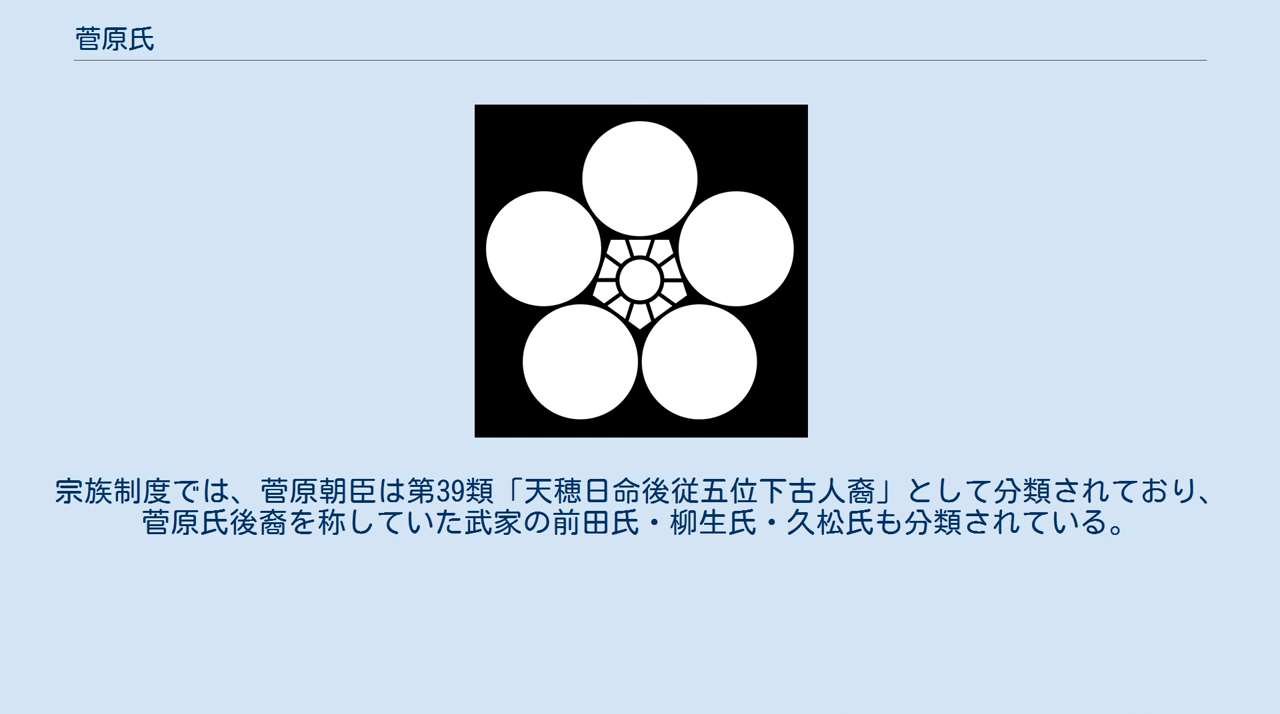 菅原氏
宗族制度では、菅原朝臣は第39類「天穂日命後従五位下古人裔」として分類されており、
菅原氏後裔を称していた武家の前田氏・柳生氏・久松氏も分類されている。